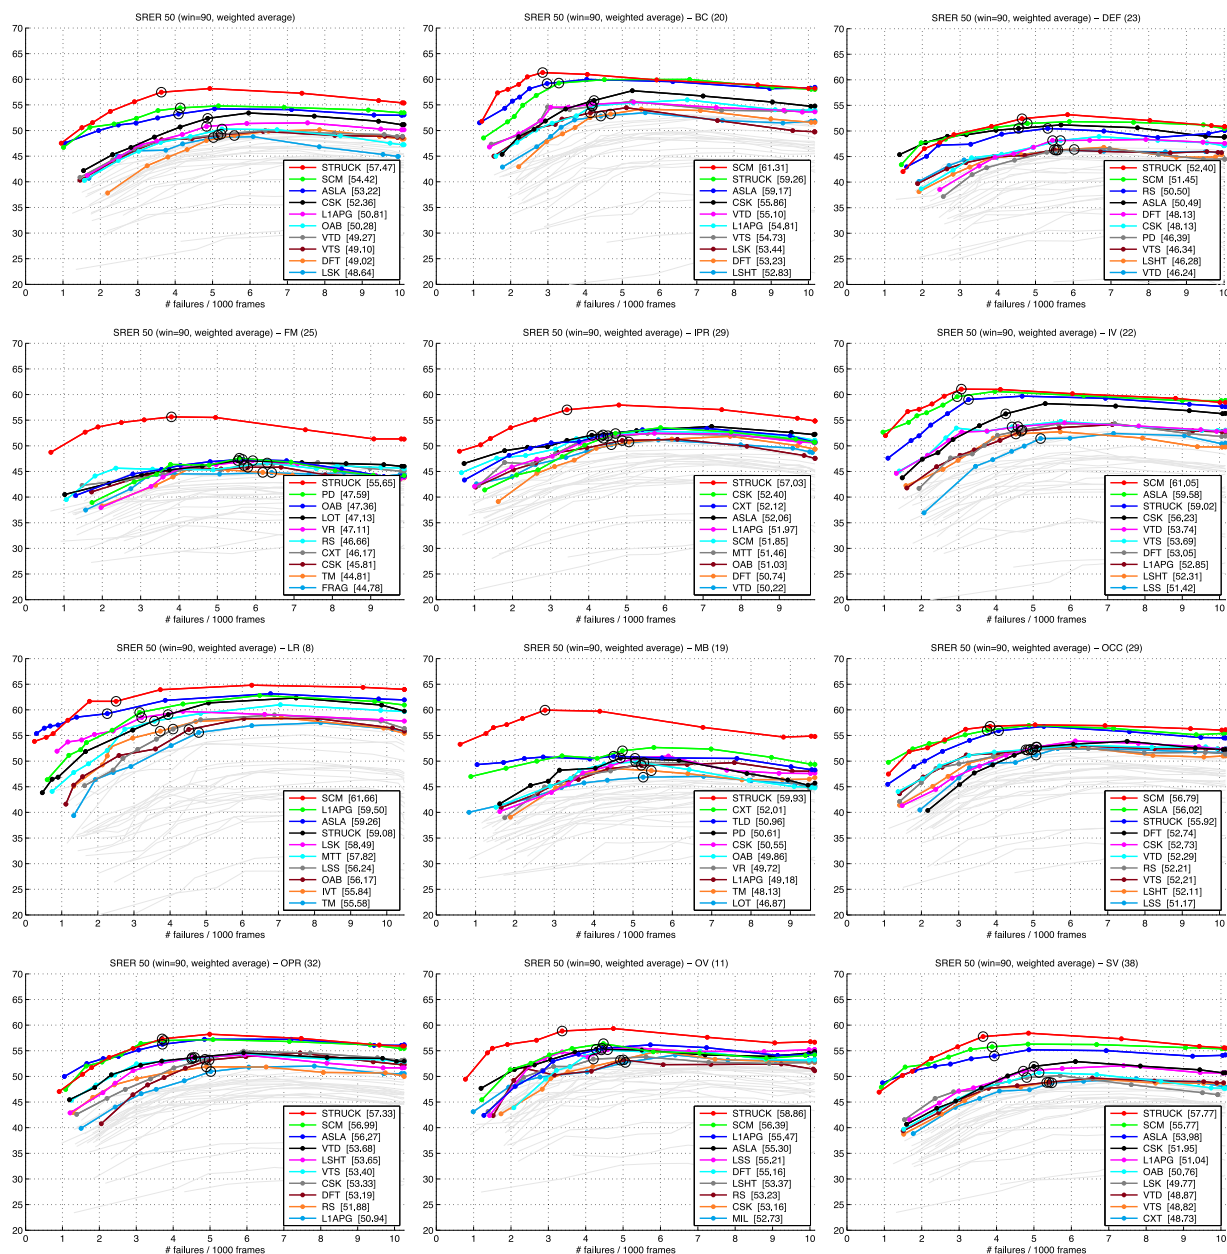 SRER 50 (win=90, weighted average)
STRUCK [57,47]
SCM [54,42]
ASLA [53,22]
CSK [52,36]
L1APG [50,81]
OAB [50,28]
VTD [49,27]
VTS [49,10]
DFT [49,02]
LSK [48,64]
# failures / 1000 frames
SRER 50 (win=90, weighted average) – BC (20)
SCM [61,31]
STRUCK [59,26]
ASLA [59,17]
CSK [55,86]
VTD [55,10]
L1APG [54,81]
VTS [54,73]
LSK [53,44]
DFT [53,23]
LSHT [52,83]
# failures / 1000 frames
SRER 50 (win=90, weighted average) – DEF (23)
STRUCK [52,40]
SCM [51,45]
RS [50,50]
ASLA [50,49]
DFT [48,13]
CSK [48,13]
PD [46,39]
VTS [46,34]
LSHT [46,28]
VTD [46,24]
# failures / 1000 frames
SRER 50 (win=90, weighted average) – FM (25)
STRUCK [55,65]
PD [47,59]
OAB [47,36]
LOT [47,13]
VR [47,11]
RS [46,66]
CXT [46,17]
CSK [45,81]
TM [44,81]
FRAG [44,78]
# failures / 1000 frames
SRER 50 (win=90, weighted average) – IPR (29)
STRUCK [57,03]
CSK [52,40]
CXT [52,12]
ASLA [52,06]
L1APG [51,97]
SCM [51,85]
MTT [51,46]
OAB [51,03]
DFT [50,74]
VTD [50,22]
# failures / 1000 frames
SRER 50 (win=90, weighted average) – IV (22)
SCM [61,05]
ASLA [59,58]
STRUCK [59,02]
CSK [56,23]
VTD [53,74]
VTS [53,69]
DFT [53,05]
L1APG [52,85]
LSHT [52,31]
LSS [51,42]
# failures / 1000 frames
SRER 50 (win=90, weighted average) – LR (8)
SCM [61,66]
L1APG [59,50]
ASLA [59,26]
STRUCK [59,08]
LSK [58,49]
MTT [57,82]
LSS [56,24]
OAB [56,17]
IVT [55,84]
TM [55,58]
# failures / 1000 frames
SRER 50 (win=90, weighted average) – MB (19)
STRUCK [59,93]
CXT [52,01]
TLD [50,96]
PD [50,61]
CSK [50,55]
OAB [49,86]
VR [49,72]
L1APG [49,18]
TM [48,13]
LOT [46,87]
# failures / 1000 frames
SRER 50 (win=90, weighted average) – OCC (29)
SCM [56,79]
ASLA [56,02]
STRUCK [55,92]
DFT [52,74]
CSK [52,73]
VTD [52,29]
RS [52,21]
VTS [52,21]
LSHT [52,11]
LSS [51,17]
# failures / 1000 frames
SRER 50 (win=90, weighted average) – OPR (32)
STRUCK [57,33]
SCM [56,99]
ASLA [56,27]
VTD [53,68]
LSHT [53,65]
VTS [53,40]
CSK [53,33]
DFT [53,19]
RS [51,88]
L1APG [50,94]
# failures / 1000 frames
SRER 50 (win=90, weighted average) – OV (11)
STRUCK [58,86]
SCM [56,39]
L1APG [55,47]
ASLA [55,30]
LSS [55,21]
DFT [55,16]
LSHT [53,37]
RS [53,23]
CSK [53,16]
MIL [52,73]
# failures / 1000 frames
SRER 50 (win=90, weighted average) – SV (38)
STRUCK [57,77]
SCM [55,77]
ASLA [53,98]
CSK [51,95]
L1APG [51,04]
OAB [50,76]
LSK [49,77]
VTD [48,87]
VTS [48,82]
CXT [48,73]
# failures / 1000 frames